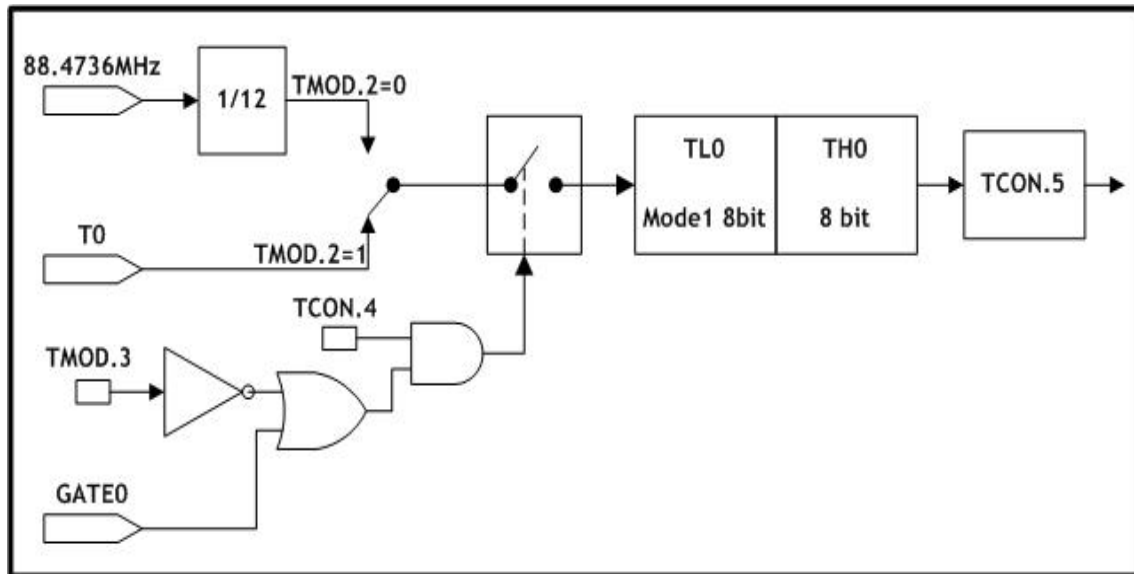 88.4736MHz
1/12
TMOD.2=0
TL0
TH0
Mode1 8bit
8 bit
TCON.5
T0
TMOD.2=1
TCON.4
TMOD.3
GATE0